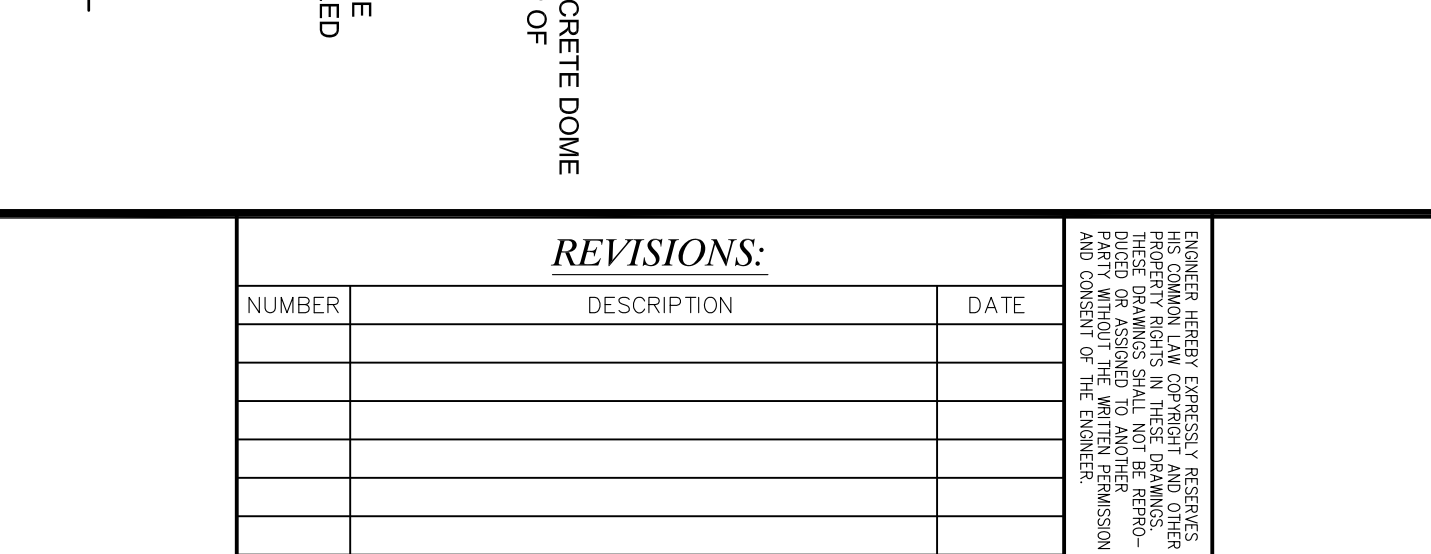 E
ED
CRETE DOME
OF
REVISIONS:
NUMBER DESCRIPTION DATE
ENGINEER HEREBY EXPRESSLY RESERVES
HIS COMMON LAW COPYRIGHT AND OTHER
PROPERTY RIGHTS IN THESE DRAWINGS.
THESE DRAWINGS SHALL NOT BE REPRO-
DUCED OR ASSIGNED TO ANOTHER
PARTY WITHOUT THE WRITTEN PERMISSION
AND CONSENT OF THE ENGINEER.